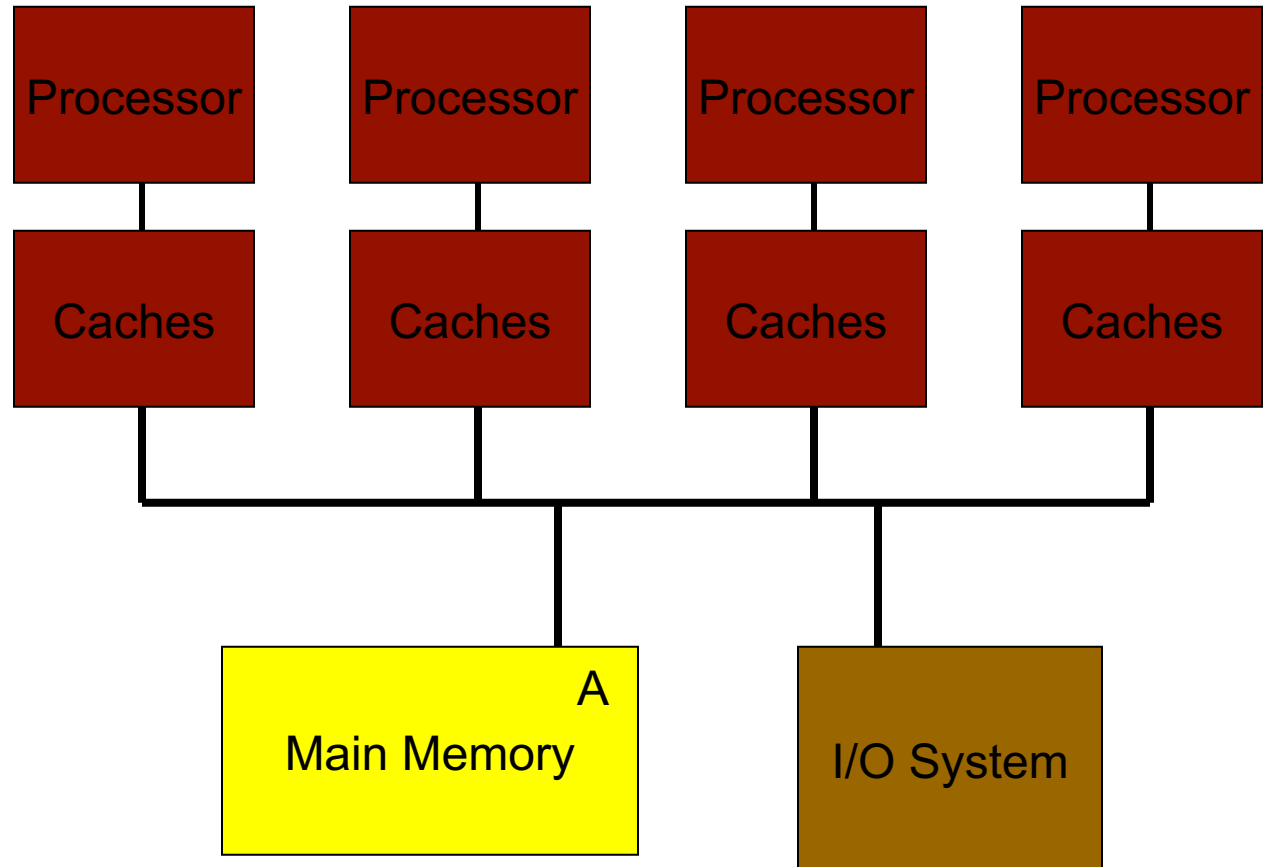 Processor
Processor
Processor
Processor
Caches
Caches
Caches
Caches
A
Main Memory
I/O System